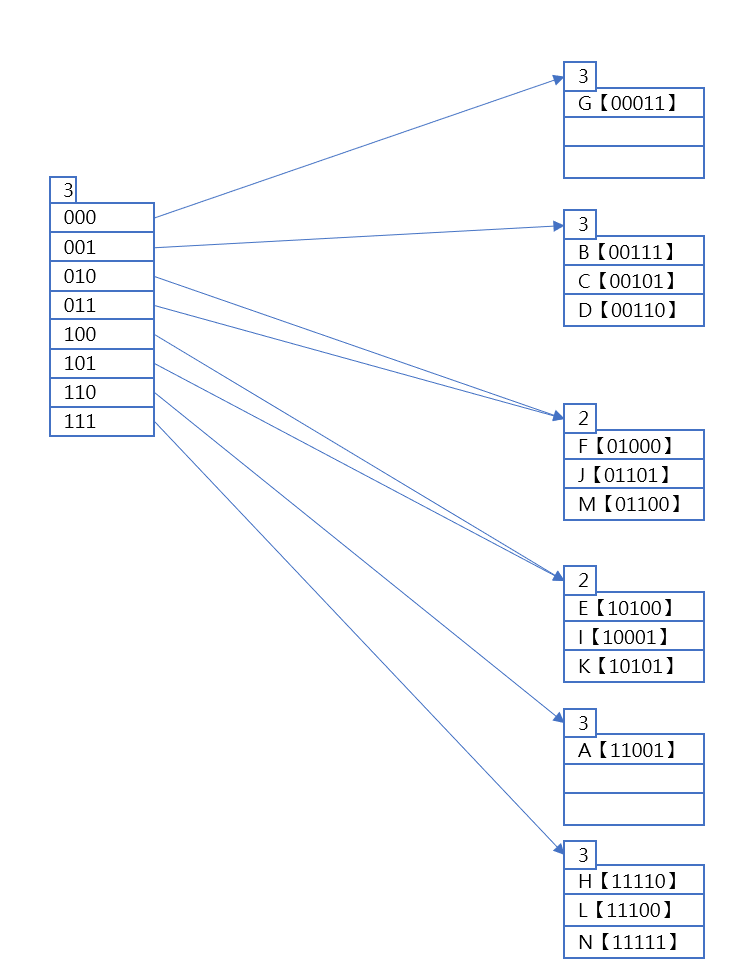 3
000
001
010
011
100
101
110
111
3
G【00011】
3
B【00111】
C【00101】
D【00110】
2
F【01000】
J【01101】
M【01100】
2
E【10100】
I【10001】
K【10101】
3
A【11001】
3
H【11110】
L【11100】
N【11111】